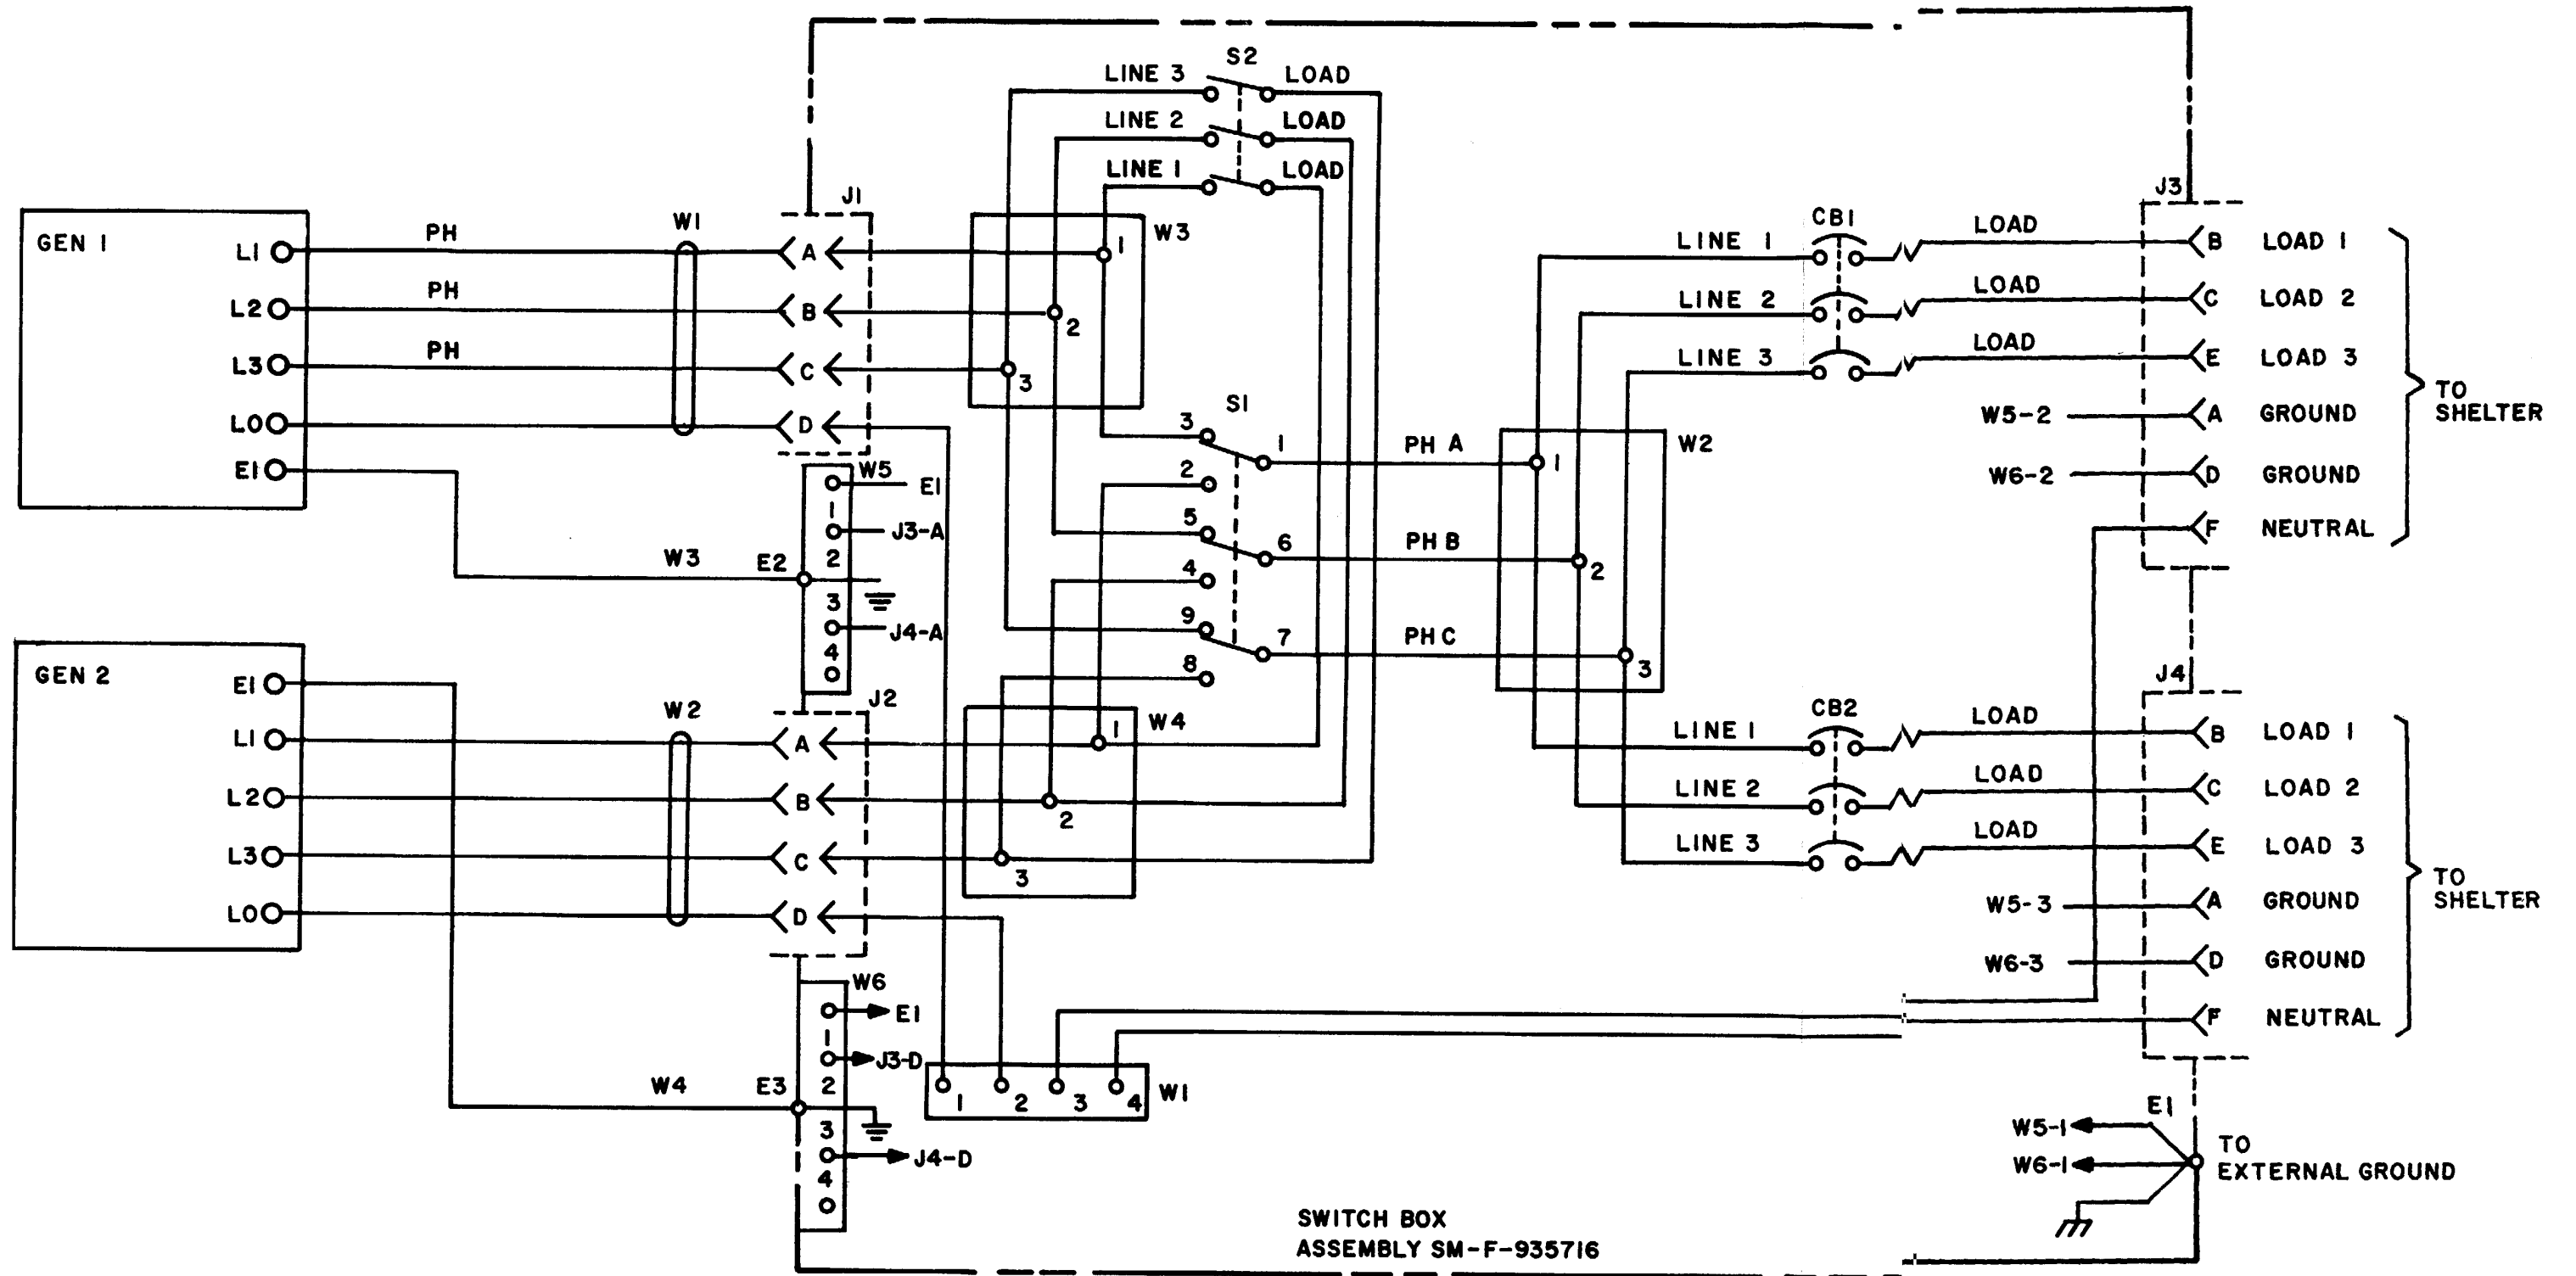 GEN 1
L1
L2
L3
LO
E1
PH
PH
PH
W1
J1
A
B
C
D
W3
E2
W5
E1
1
J3-A
2
3
J4-A
4
GEN 2
E1
L1
L2
L3
LO
W2
J2
A
B
C
D
W4
E3
W6
E1
1
J3-D
2
3
J4-D
4
S2
LINE 3
LOAD
LINE 2
LOAD
LINE 1
LOAD
W3
1
2
3
S1
3
1
2
5
6
4
9
7
8
W4
1
2
3
W1
1
2
3
4
PH A
PH B
PH C
W2
1
2
3
CB1
LINE 1
LOAD
LINE 2
LOAD
LINE 3
LOAD
CB2
LINE 1
LOAD
LINE 2
LOAD
LINE 3
LOAD
J3
B LOAD 1
C LOAD 2
E LOAD 3
W5-2 A GROUND
W6-2 D GROUND
F NEUTRAL
TO
SHELTER
J4
B LOAD 1
C LOAD 2
E LOAD 3
W5-3 A GROUND
W6-3 D GROUND
F NEUTRAL
TO
SHELTER
E1
W5-1
W6-1
TO
EXTERNAL GROUND
SWITCH BOX
ASSEMBLY SM-F-935716